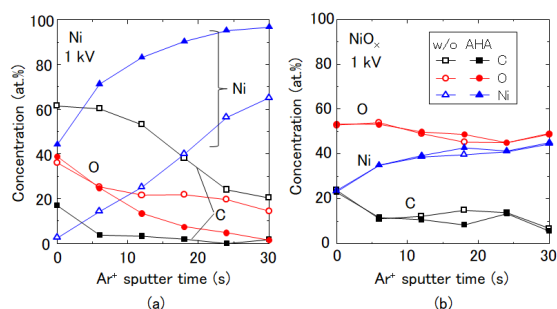 Ni
1 kV
Ni
O
C
Concentration (at.%)
100
80
60
40
20
0
0 10 20 30
Ar⁺ sputter time (s)
(a)
NiOₓ
1 kV
w/o AHA
C
O
Ni
O
Ni
C
Concentration (at.%)
100
80
60
40
20
0
0 10 20 30
Ar⁺ sputter time (s)
(b)